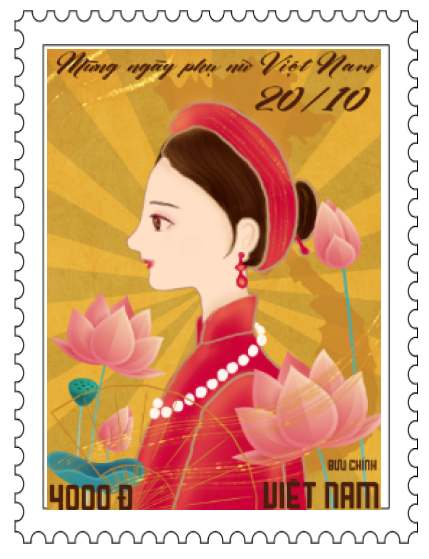 Mừng ngày phụ nữ Việt Nam
20/10
BƯU CHÍNH
4000 Đ
VIỆT NAM